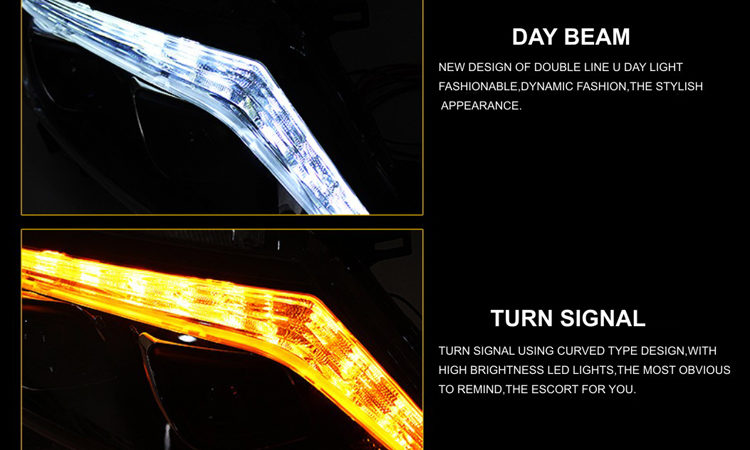 DAY BEAM
NEW DESIGN OF DOUBLE LINE U DAY LIGHT
FASHIONABLE,DYNAMIC FASHION,THE STYLISH
APPEARANCE.
TURN SIGNAL
TURN SIGNAL USING CURVED TYPE DESIGN,WITH
HIGH BRIGHTNESS LED LIGHTS,THE MOST OBVIOUS
TO REMIND,THE ESCORT FOR YOU.